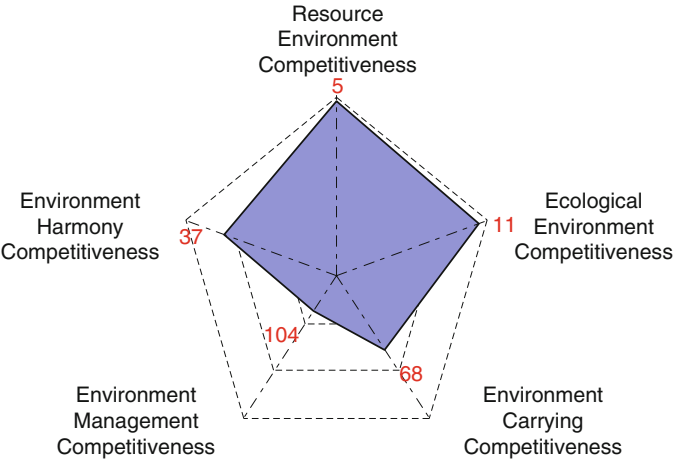 Resource
Environment
Competitiveness
5
Environment
Harmony
Competitiveness
37
Ecological
Environment
Competitiveness
11
104
68
Environment
Management
Competitiveness
Environment
Carrying
Competitiveness